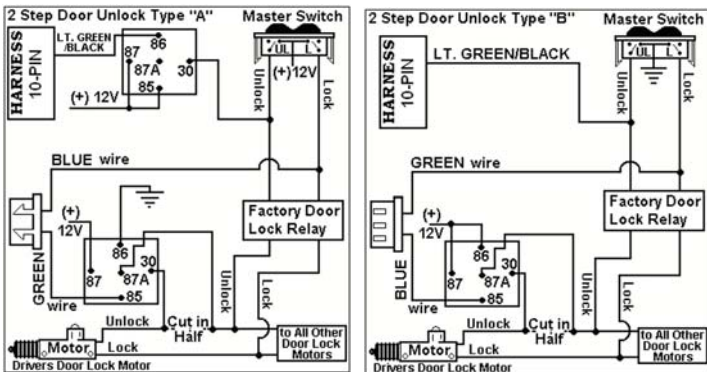 2 Step Door Unlock Type "A"
Master Switch
HARNESS
10-PIN
LT. GREEN
/BLACK
86
87
87A
30
85
(+) 12V
UL
L
(+)12V
Unlock
Lock
BLUE wire
Factory Door
Lock Relay
(+)
12V
86
30
87
87A
85
GREEN
wire
Unlock
Lock
Unlock
Cut in
Half
Motor
Lock
to All Other
Door Lock
Motors
Drivers Door Lock Motor
2 Step Door Unlock Type "B"
Master Switch
HARNESS
10-PIN
LT. GREEN/BLACK
UL
L
Unlock
Lock
GREEN wire
Factory Door
Lock Relay
(+)
12V
86
30
87
87A
85
BLUE
wire
Unlock
Lock
Unlock
Cut in
Half
Motor
Lock
to All Other
Door Lock
Motors
Drivers Door Lock Motor